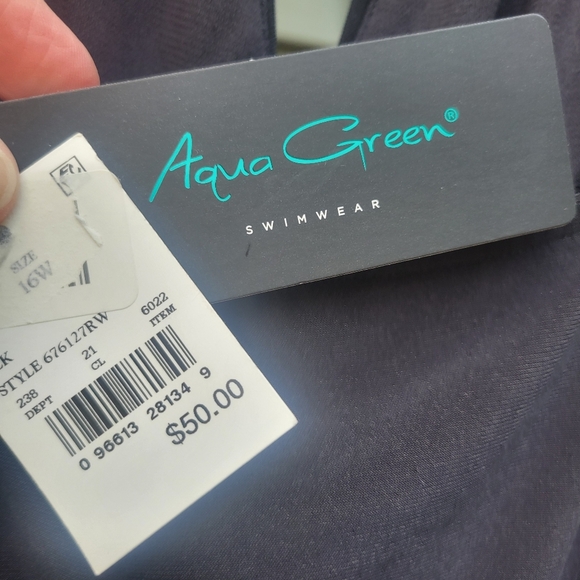 Aqua Green®
SWIMWEAR
SIZE
16W
CK
STYLE 676127RW
238 21 6022
DEPT CL ITEM
0 96613 28134 9
$50.00